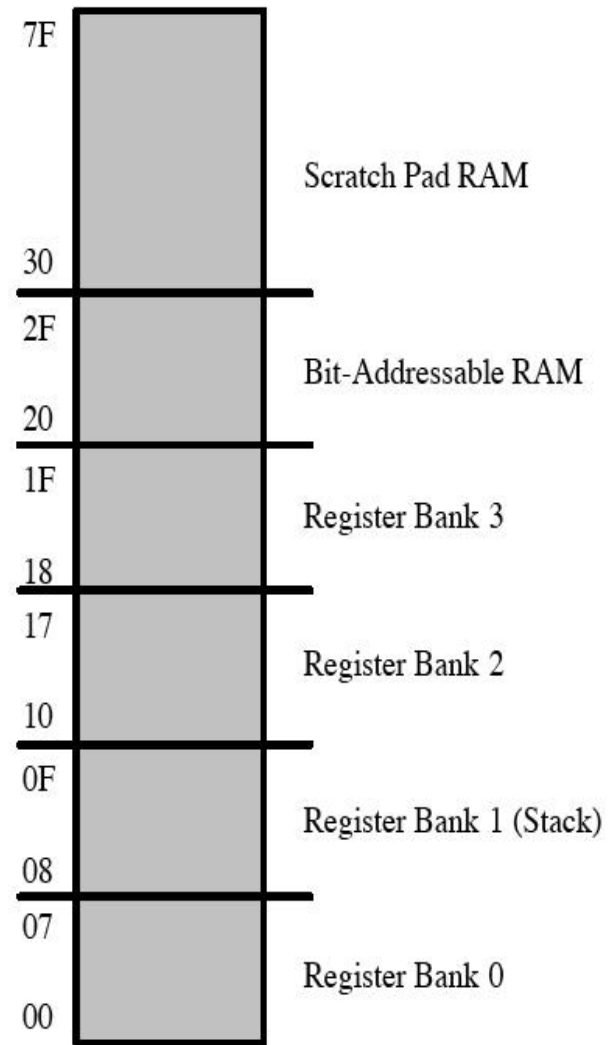 7F
Scratch Pad RAM
30
2F
Bit-Addressable RAM
20
1F
Register Bank 3
18
17
Register Bank 2
10
0F
Register Bank 1 (Stack)
08
07
Register Bank 0
00